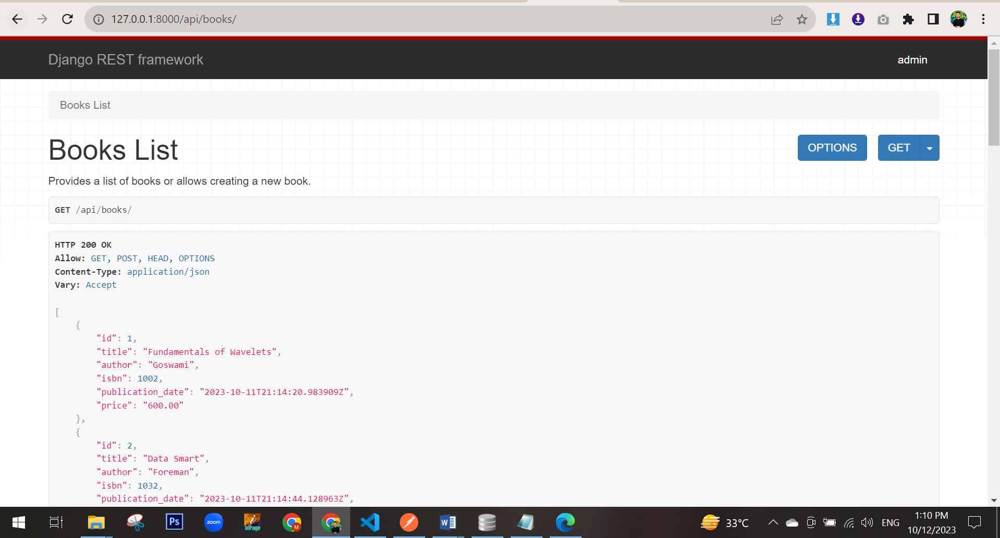 127.0.0.1:8000/api/books/
Django REST framework
admin
Books List
Books List
OPTIONS
GET
Provides a list of books or allows creating a new book.
GET /api/books/
HTTP 200 OK
Allow: GET, POST, HEAD, OPTIONS
Content-Type: application/json
Vary: Accept
[
{
"id": 1,
"title": "Fundamentals of Wavelets",
"author": "Goswami",
"isbn": 1002,
"publication_date": "2023-10-11T21:14:20.983909Z",
"price": "600.00"
},
{
"id": 2,
"title": "Data Smart",
"author": "Foreman",
"isbn": 1032,
"publication_date": "2023-10-11T21:14:44.128963Z",
Ps
zoom
2009
InPage
M
W
33°C
ENG
1:10 PM
10/12/2023